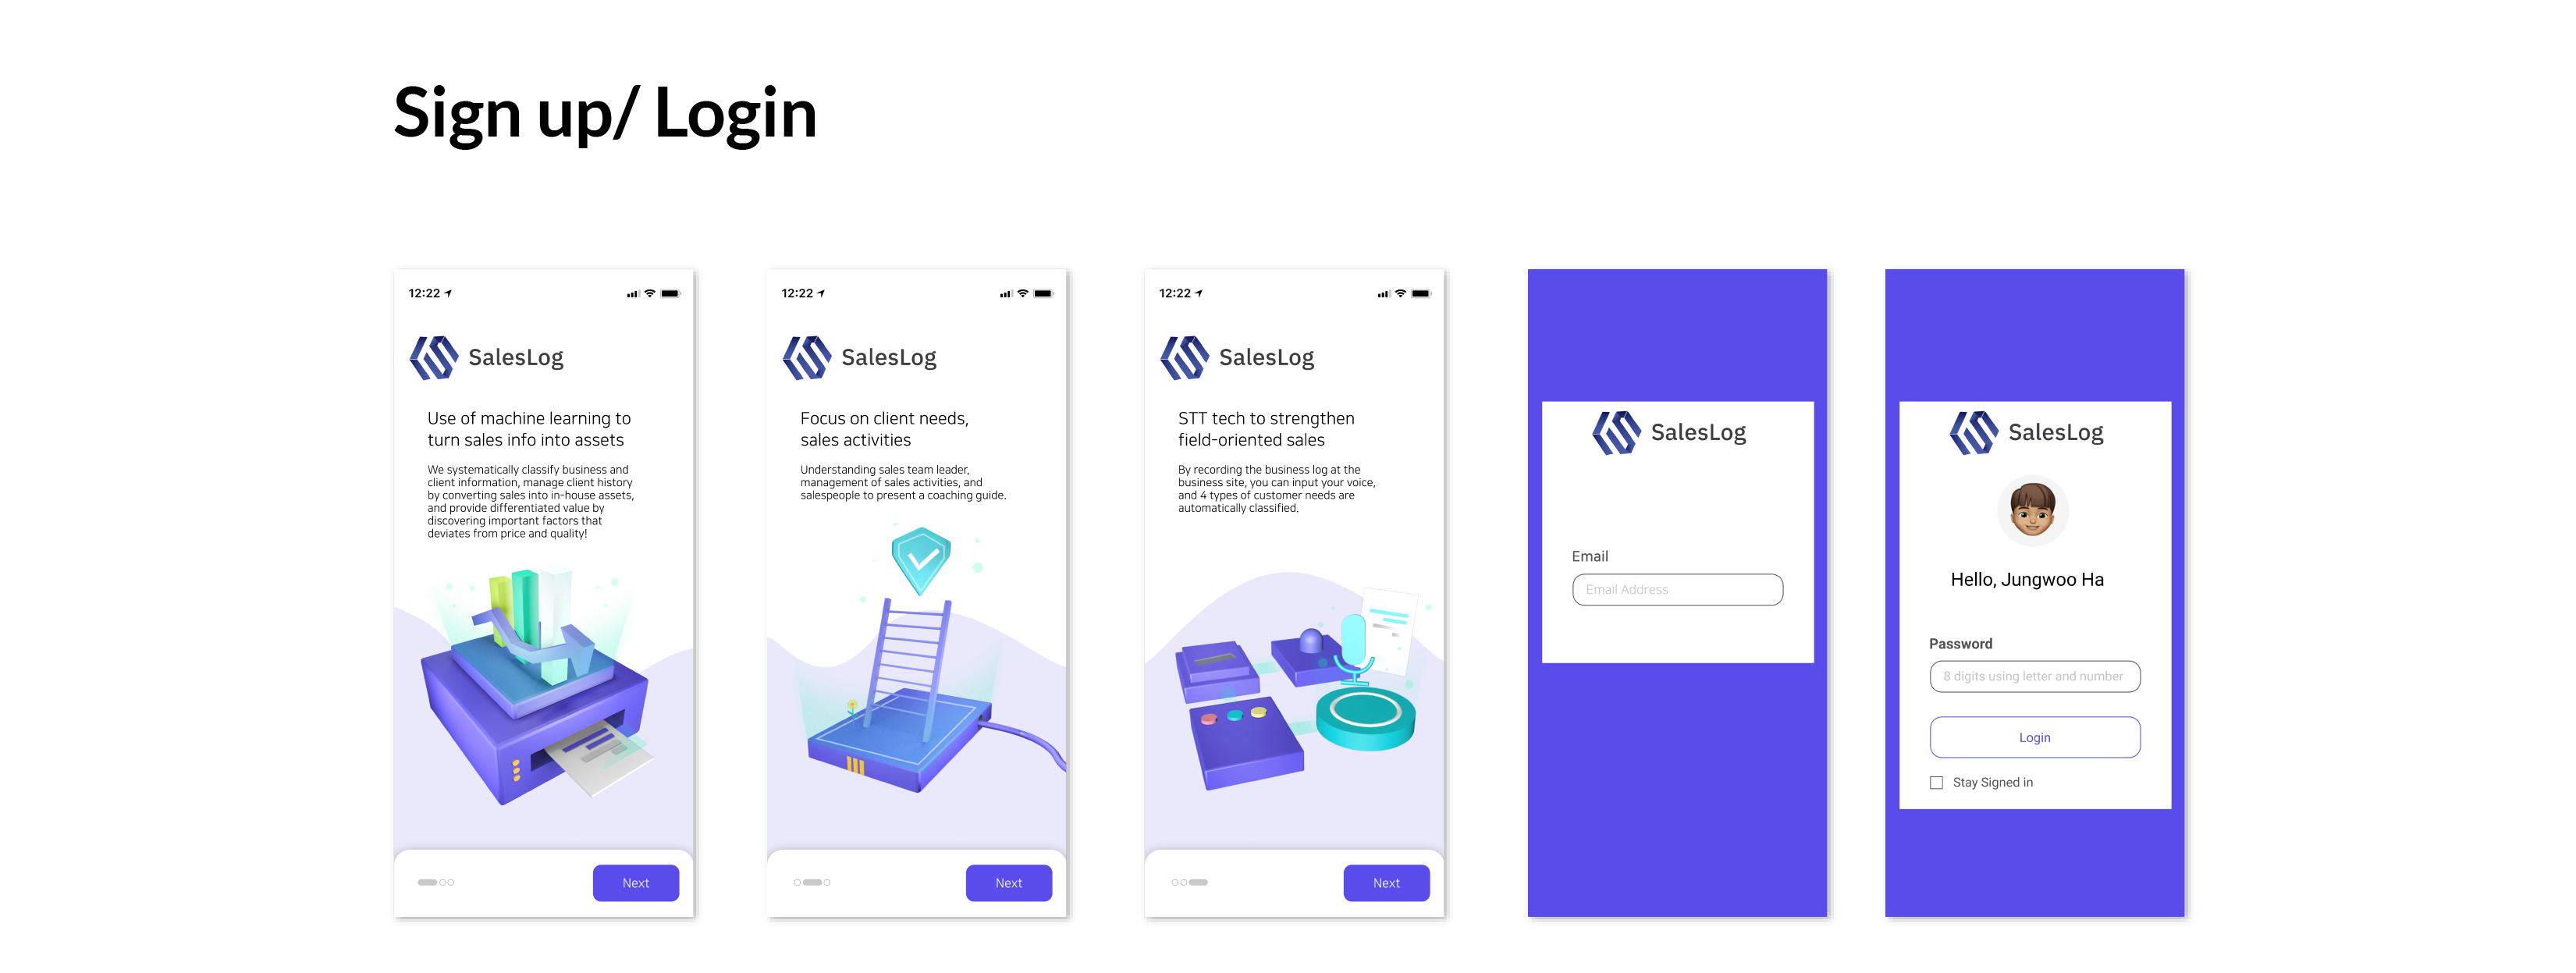 Sign up/ Login
12:22
SalesLog
Use of machine learning to
turn sales info into assets
We systematically classify business and
client information, manage client history
by converting sales into in-house assets,
and provide differentiated value by
discovering important factors that
deviates from price and quality!
Next
12:22
SalesLog
Focus on client needs,
sales activities
Understanding sales team leader,
management of sales activities, and
salespeople to present a coaching guide.
Next
12:22
SalesLog
STT tech to strengthen
field-oriented sales
By recording the business log at the
business site, you can input your voice,
and 4 types of customer needs are
automatically classified.
Next
SalesLog
Email
Email Address
SalesLog
Hello, Jungwoo Ha
Password
8 digits using letter and number
Login
Stay Signed in